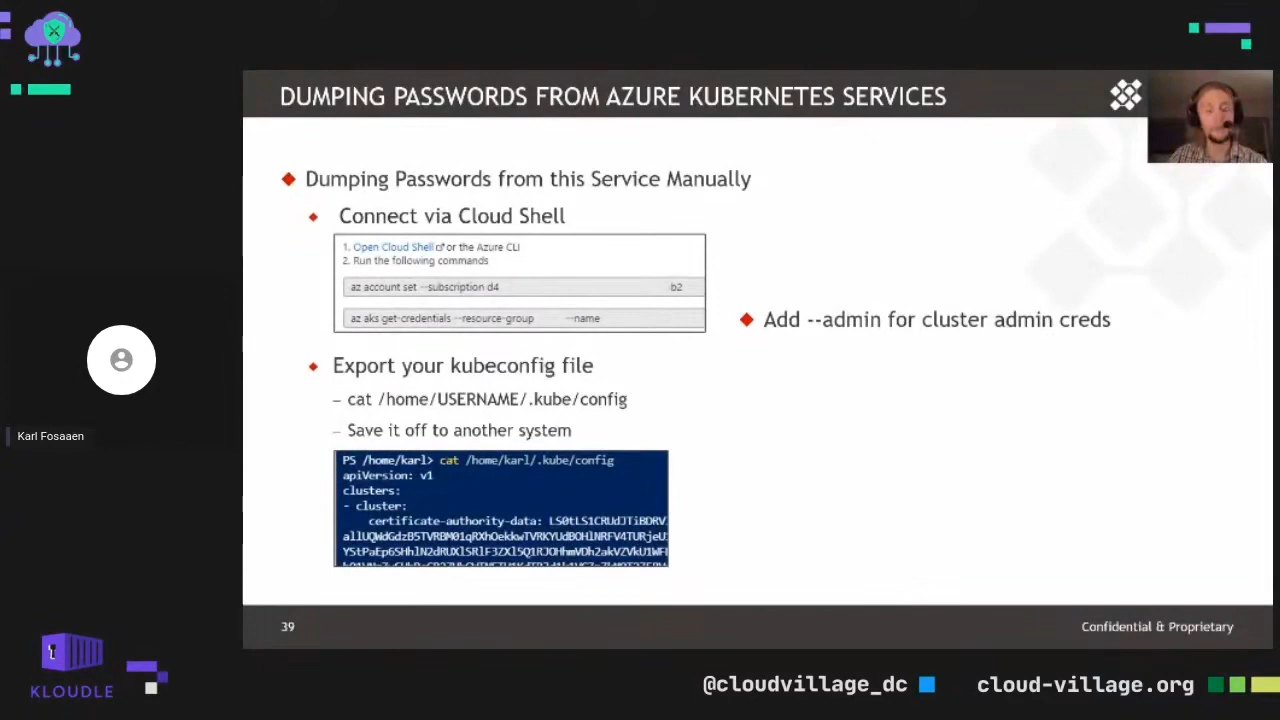 DUMPING PASSWORDS FROM AZURE KUBERNETES SERVICES
Dumping Passwords from this Service Manually
Connect via Cloud Shell
1. Open Cloud Shell or the Azure CLI
2. Run the following commands
az account set --subscription d4 b2
az aks get-credentials --resource-group --name
Add --admin for cluster admin creds
Export your kubeconfig file
– cat /home/USERNAME/.kube/config
– Save it off to another system
PS /home/karl> cat /home/karl/.kube/config
apiVersion: v1
clusters:
- cluster:
certificate-authority-data:
39
Confidential & Proprietary
Karl Fosaaen
KLOUDLE
@cloudvillage_dc
cloud-village.org